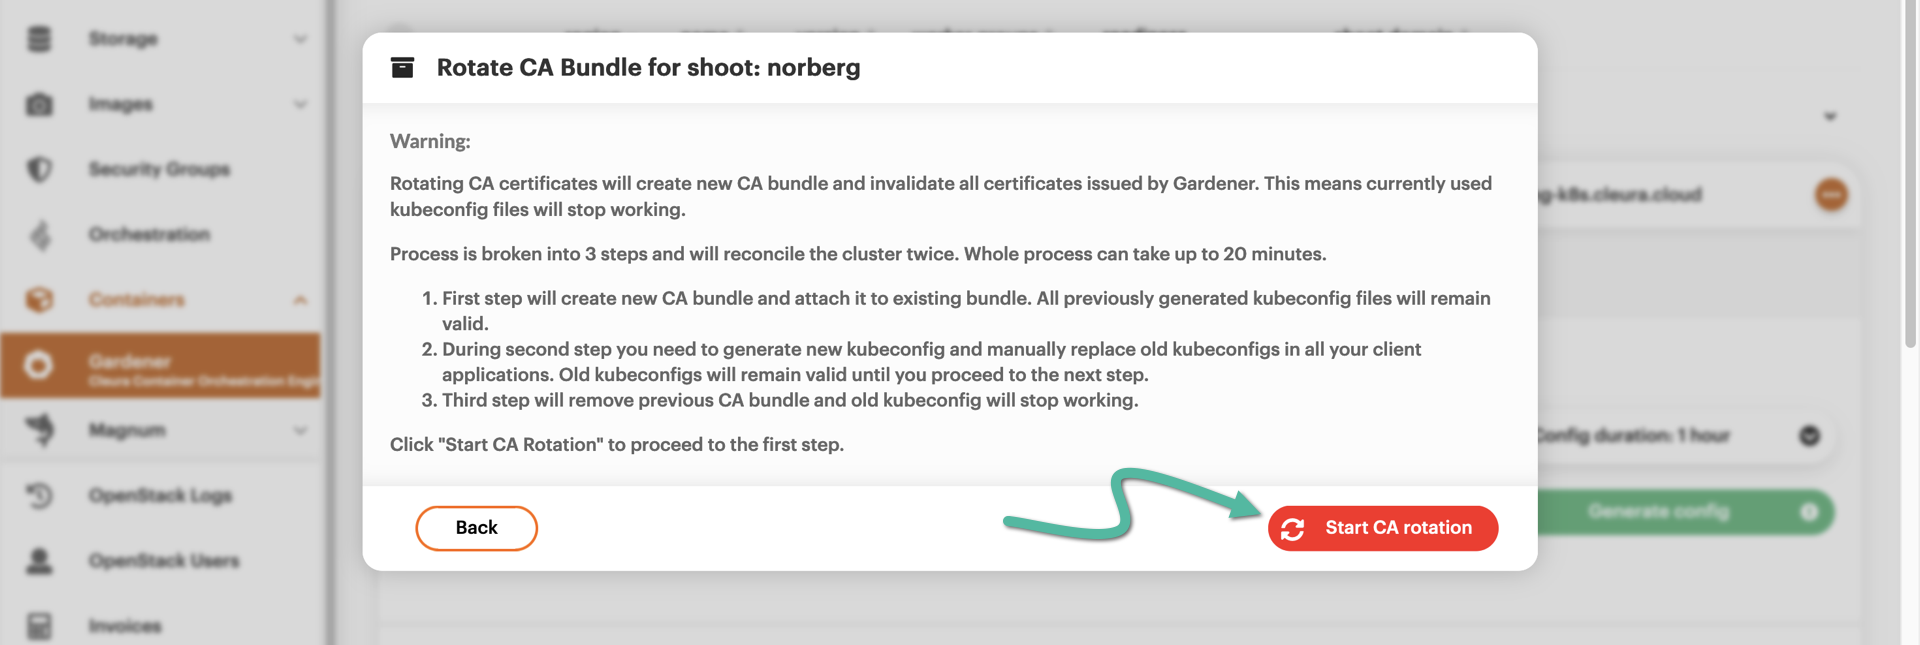 Storage
Images
Security Groups
Orchestration
Containers
Gardener
Cleura Container Orchestration Engin
Magnum
OpenStack Logs
OpenStack Users
Invoices
Rotate CA Bundle for shoot: norberg
Warning:
Rotating CA certificates will create new CA bundle and invalidate all certificates issued by Gardener. This means currently used
kubeconfig files will stop working.
Process is broken into 3 steps and will reconcile the cluster twice. Whole process can take up to 20 minutes.
1. First step will create new CA bundle and attach it to existing bundle. All previously generated kubeconfig files will remain
valid.
2. During second step you need to generate new kubeconfig and manually replace old kubeconfigs in all your client
applications. Old kubeconfigs will remain valid until you proceed to the next step.
3. Third step will remove previous CA bundle and old kubeconfig will stop working.
Click "Start CA Rotation" to proceed to the first step.
Back
Start CA rotation
g-k8s.cleura.cloud
Config duration: 1 hour
Generate config